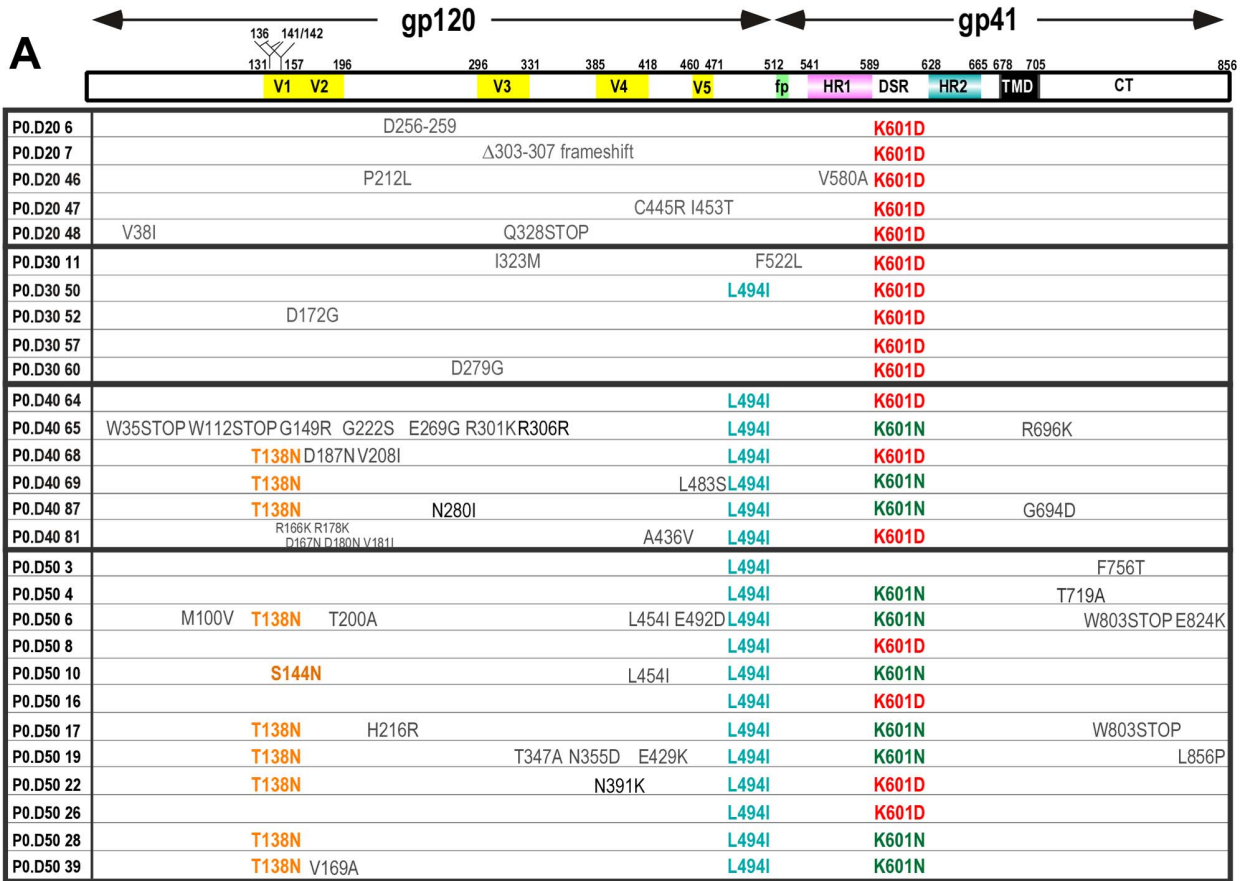 A
gp120 gp41
136 141/142
131 157 196 296 331 385 418 460 471 512 541 589 628 665 678 705 856
V1 V2 V3 V4 V5 fp HR1 DSR HR2 TMD CT
P0.D20 6 D256-259 K601D
P0.D20 7 Δ303-307 frameshift K601D
P0.D20 46 P212L V580A K601D
P0.D20 47 C445R I453T K601D
P0.D20 48 V38I Q328STOP K601D
P0.D30 11 I323M F522L K601D
P0.D30 50 L494I K601D
P0.D30 52 D172G K601D
P0.D30 57 K601D
P0.D30 60 D279G K601D
P0.D40 64 L494I K601D
P0.D40 65 W35STOP W112STOP G149R G222S E269G R301K R306R L494I K601N R696K
P0.D40 68 T138N D187N V208I L494I K601D
P0.D40 69 T138N L483S L494I K601N
P0.D40 87 T138N N280I L494I K601N G694D
P0.D40 81 R166K R178K D167N D180N V181I A436V L494I K601D
P0.D50 3 L494I F756T
P0.D50 4 L494I K601N T719A
P0.D50 6 M100V T138N T200A L454I E492D L494I K601N W803STOP E824K
P0.D50 8 L494I K601D
P0.D50 10 S144N L454I L494I K601N
P0.D50 16 L494I K601D
P0.D50 17 T138N H216R L494I K601N W803STOP
P0.D50 19 T138N T347A N355D E429K L494I K601N L856P
P0.D50 22 T138N N391K L494I K601D
P0.D50 26 L494I K601D
P0.D50 28 T138N L494I K601N
P0.D50 39 T138N V169A L494I K601N